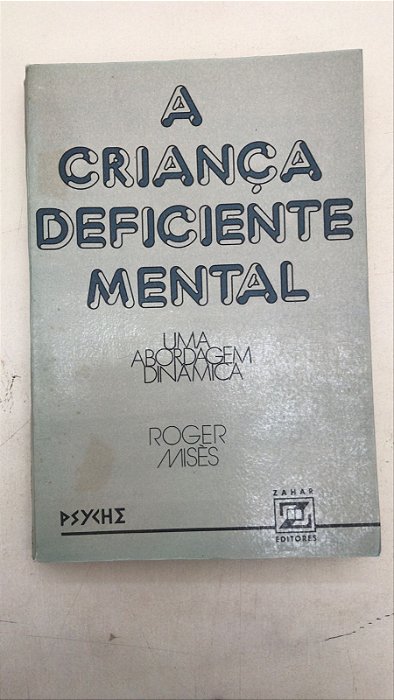 A
CRIANÇA
DEFICIENTE
MENTAL
UMA
ABORDAGEM
DINÂMICA
ROGER
MISÈS
PSYCHE
ZAHAR
EDITORES